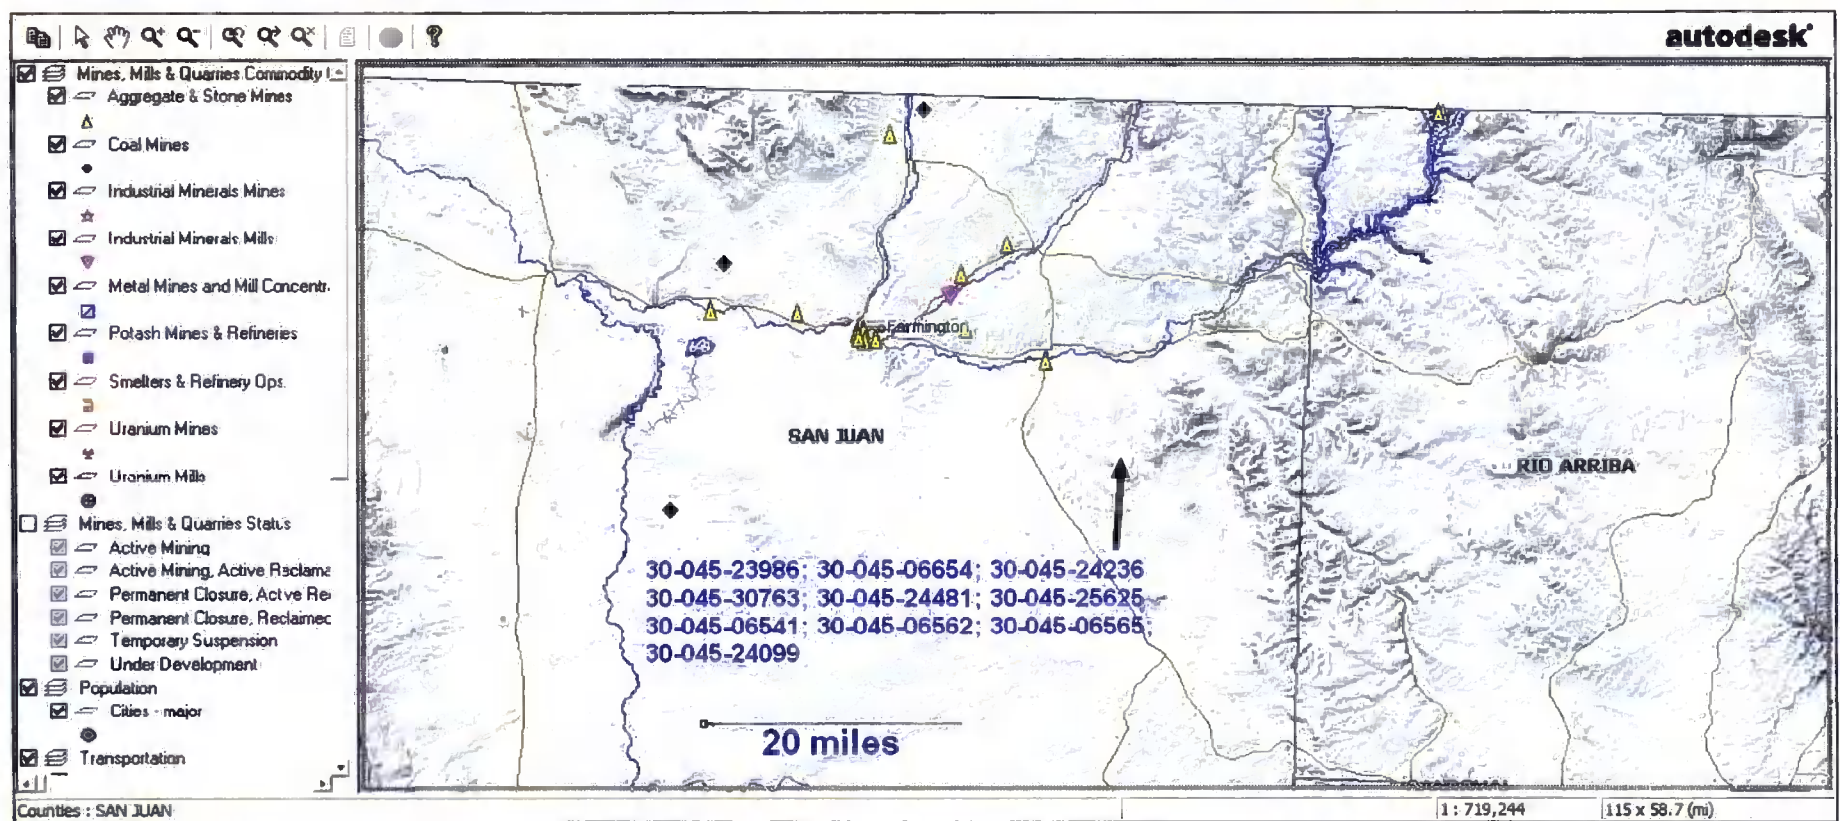 autodesk
Mines, Mills & Quarries Commodity
Aggregate & Stone Mines
Coal Mines
Industrial Minerals Mines
Industrial Minerals Mills
Metal Mines and Mill Concentr
Potash Mines & Refineries
Smelters & Refinery Ops.
Uranium Mines
Uranium Mills
Mines, Mills & Quarries Status
Active Mining
Active Mining, Active Reclama
Permanent Closure, Active Re
Permanent Closure, Reclaimed
Temporary Suspension
Under Development
Population
Cities - major
Transportation
Farmington
SAN JUAN
RIO ARRIBA
30-045-23986; 30-045-06654; 30-045-24236
30-045-30763; 30-045-24481; 30-045-25625
30-045-06541; 30-045-06562; 30-045-06565;
30-045-24099
20 miles
Counties : SAN JUAN
1 : 719,244
115 x 58.7 (mi)